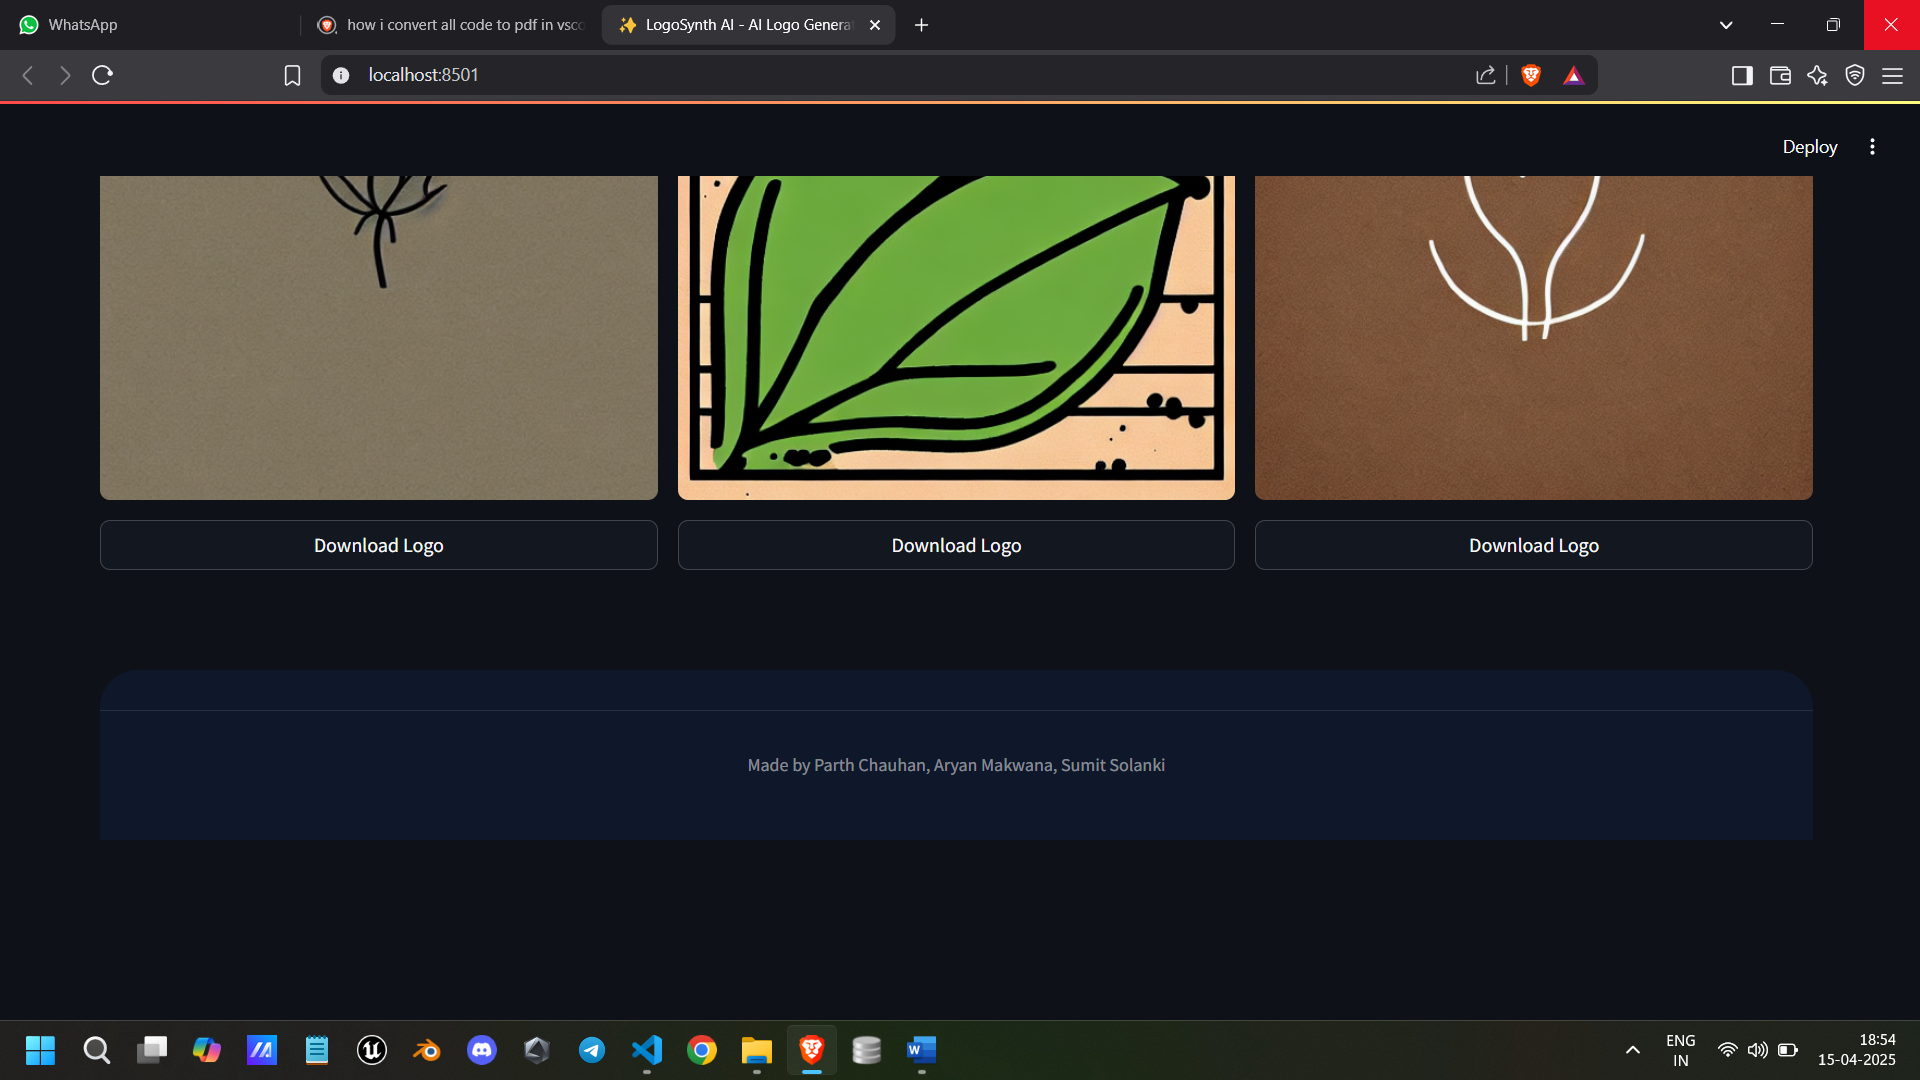 WhatsApp
how i convert all code to pdf in vsco
LogoSynth AI - AI Logo Genera
localhost:8501
Deploy
Download Logo
Download Logo
Download Logo
Made by Parth Chauhan, Aryan Makwana, Sumit Solanki
ENG
IN
18:54
15-04-2025